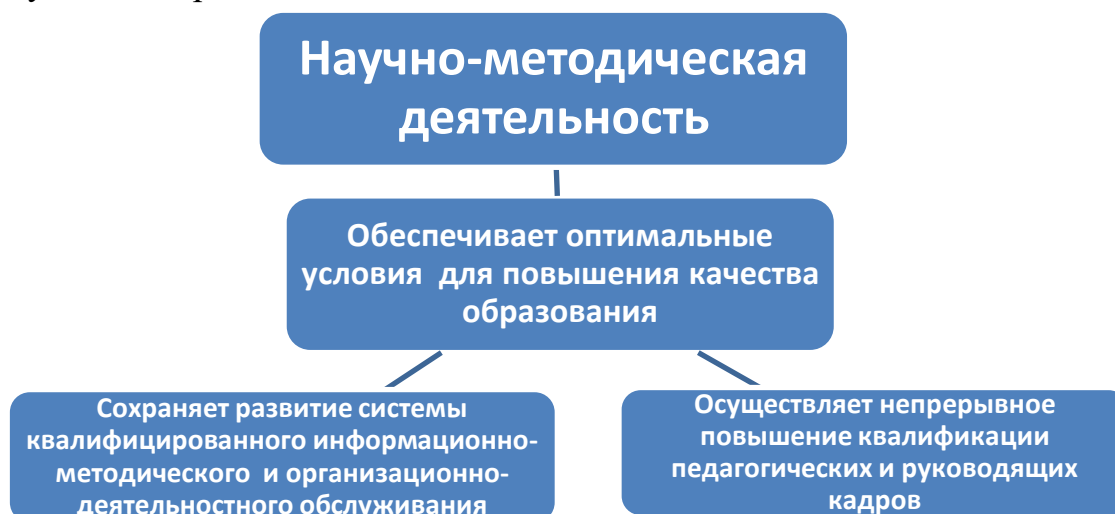 Научно-методическая
деятельность
Обеспечивает оптимальные
условия для повышения качества
образования
Сохраняет развитие системы
квалифицированного информационно-
методического и организационно-
деятельностного обслуживания
Осуществляет непрерывное
повышение квалификации
педагогических и руководящих
кадров